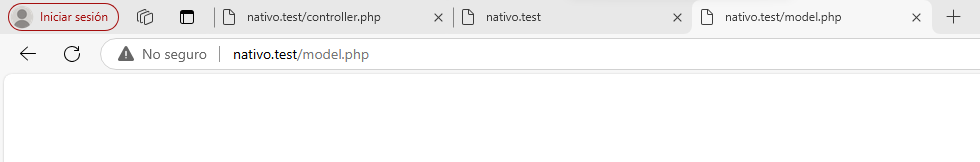 Iniciar sesión nativo.test/controller.php nativo.test nativo.test/model.php
No seguro nativo.test/model.php